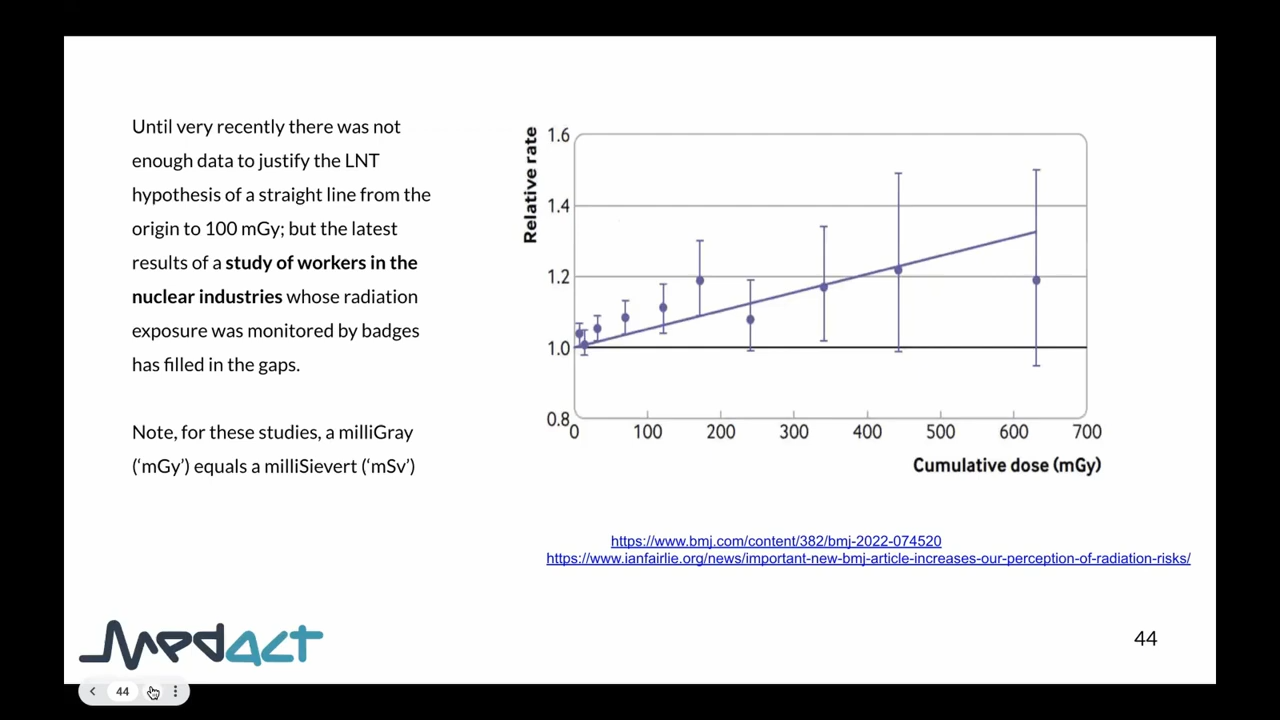 Until very recently there was not
enough data to justify the LNT
hypothesis of a straight line from the
origin to 100 mGy; but the latest
results of a study of workers in the
nuclear industries whose radiation
exposure was monitored by badges
has filled in the gaps.
Note, for these studies, a milliGray
(‘mGy’) equals a milliSievert (‘mSv’)
Relative rate
1.6
1.4
1.2
1.0
0.8
0 100 200 300 400 500 600 700
Cumulative dose (mGy)
https://www.bmj.com/content/382/bmj-2022-074520
https://www.ianfairlie.org/news/important-new-bmj-article-increases-our-perception-of-radiation-risks/
Medact
44
44